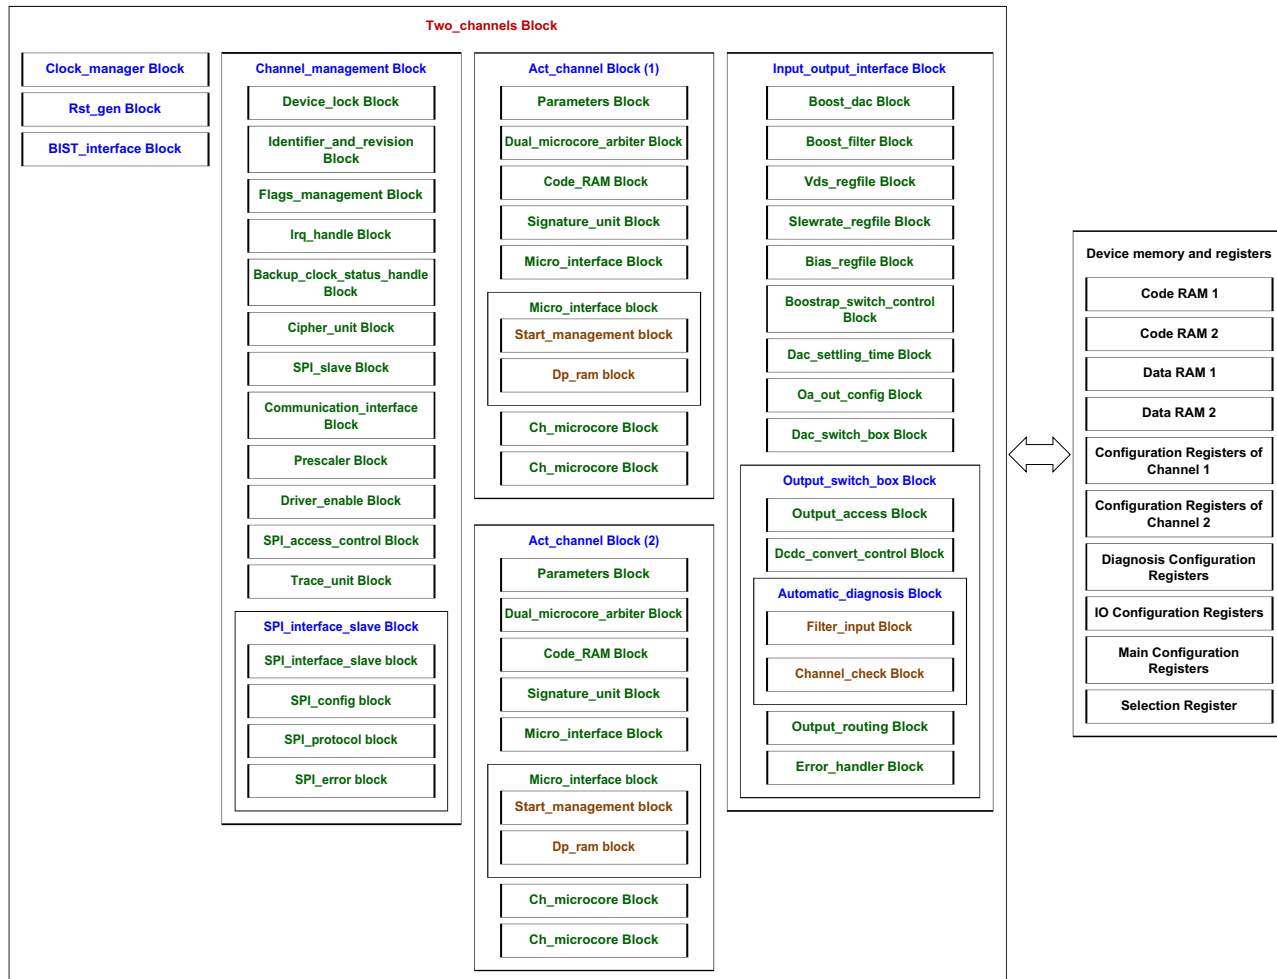 Two_channels Block
Clock_manager Block
Rst_gen Block
BIST_interface Block
Channel_management Block
Device_lock Block
Identifier_and_revision
Block
Flags_management Block
Irq_handle Block
Backup_clock_status_handle
Block
Cipher_unit Block
SPI_slave Block
Communication_interface
Block
Prescaler Block
Driver_enable Block
SPI_access_control Block
Trace_unit Block
SPI_interface_slave Block
SPI_interface_slave block
SPI_config block
SPI_protocol block
SPI_error block
Act_channel Block (1)
Parameters Block
Dual_microcore_arbiter Block
Code_RAM Block
Signature_unit Block
Micro_interface Block
Micro_interface block
Start_management block
Dp_ram block
Ch_microcore Block
Ch_microcore Block
Act_channel Block (2)
Parameters Block
Dual_microcore_arbiter Block
Code_RAM Block
Signature_unit Block
Micro_interface Block
Micro_interface block
Start_management block
Dp_ram block
Ch_microcore Block
Ch_microcore Block
Input_output_interface Block
Boost_dac Block
Boost_filter Block
Vds_regfile Block
Slewrate_regfile Block
Bias_regfile Block
Boostrap_switch_control
Block
Dac_settling_time Block
Oa_out_config Block
Dac_switch_box Block
Output_switch_box Block
Output_access Block
Dcdc_convert_control Block
Automatic_diagnosis Block
Filter_input Block
Channel_check Block
Output_routing Block
Error_handler Block
Device memory and registers
Code RAM 1
Code RAM 2
Data RAM 1
Data RAM 2
Configuration Registers of
Channel 1
Configuration Registers of
Channel 2
Diagnosis Configuration
Registers
IO Configuration Registers
Main Configuration
Registers
Selection Register